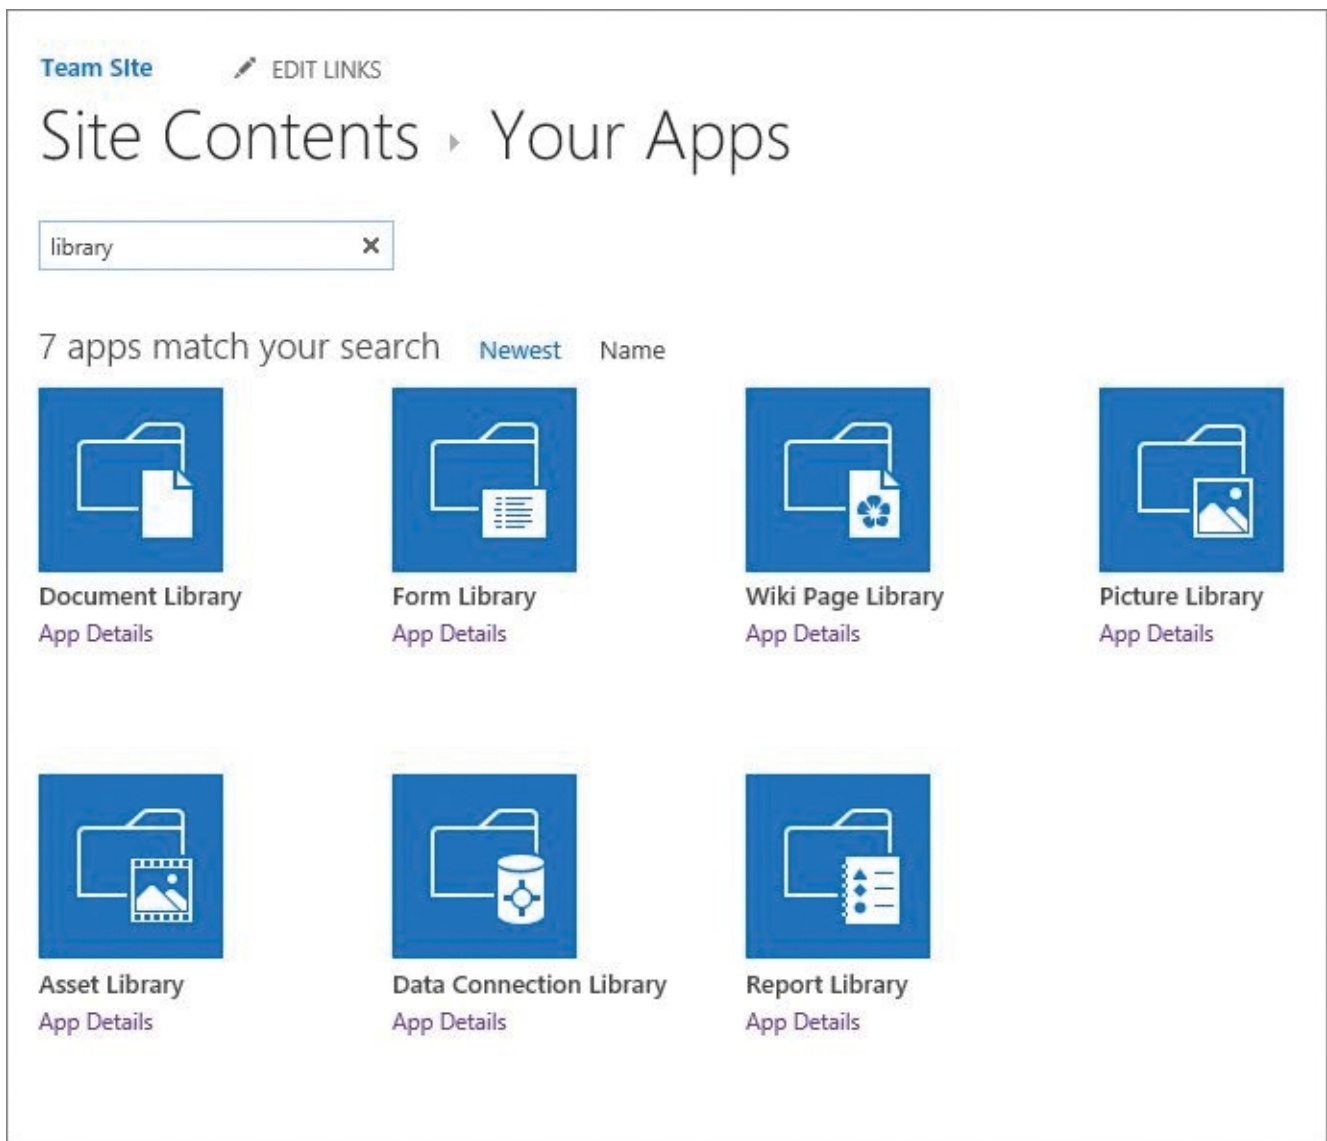 Team SIte EDIT LINKS
Site Contents Your Apps
library
7 apps match your search Newest Name
Document Library Form Library Wiki Page Library Picture Library
App Details App Details App Details App Details
Asset Library Data Connection Library Report Library
App Details App Details App Details